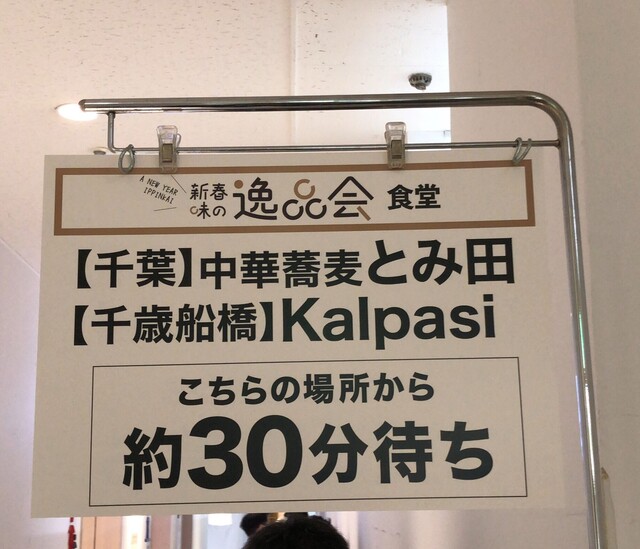 A NEW YEAR
IPPINKAI
新春
味の
逸品会 食堂
【千葉】中華蕎麦とみ田
【千歳船橋】Kalpasi
こちらの場所から
約30分待ち